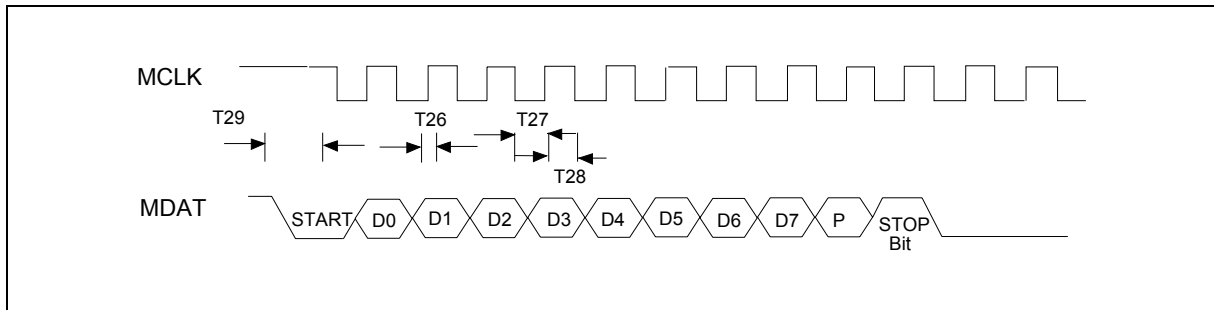 MCLK
T29
T26
T27
T28
MDAT
START
D0
D1
D2
D3
D4
D5
D6
D7
P
STOP
Bit